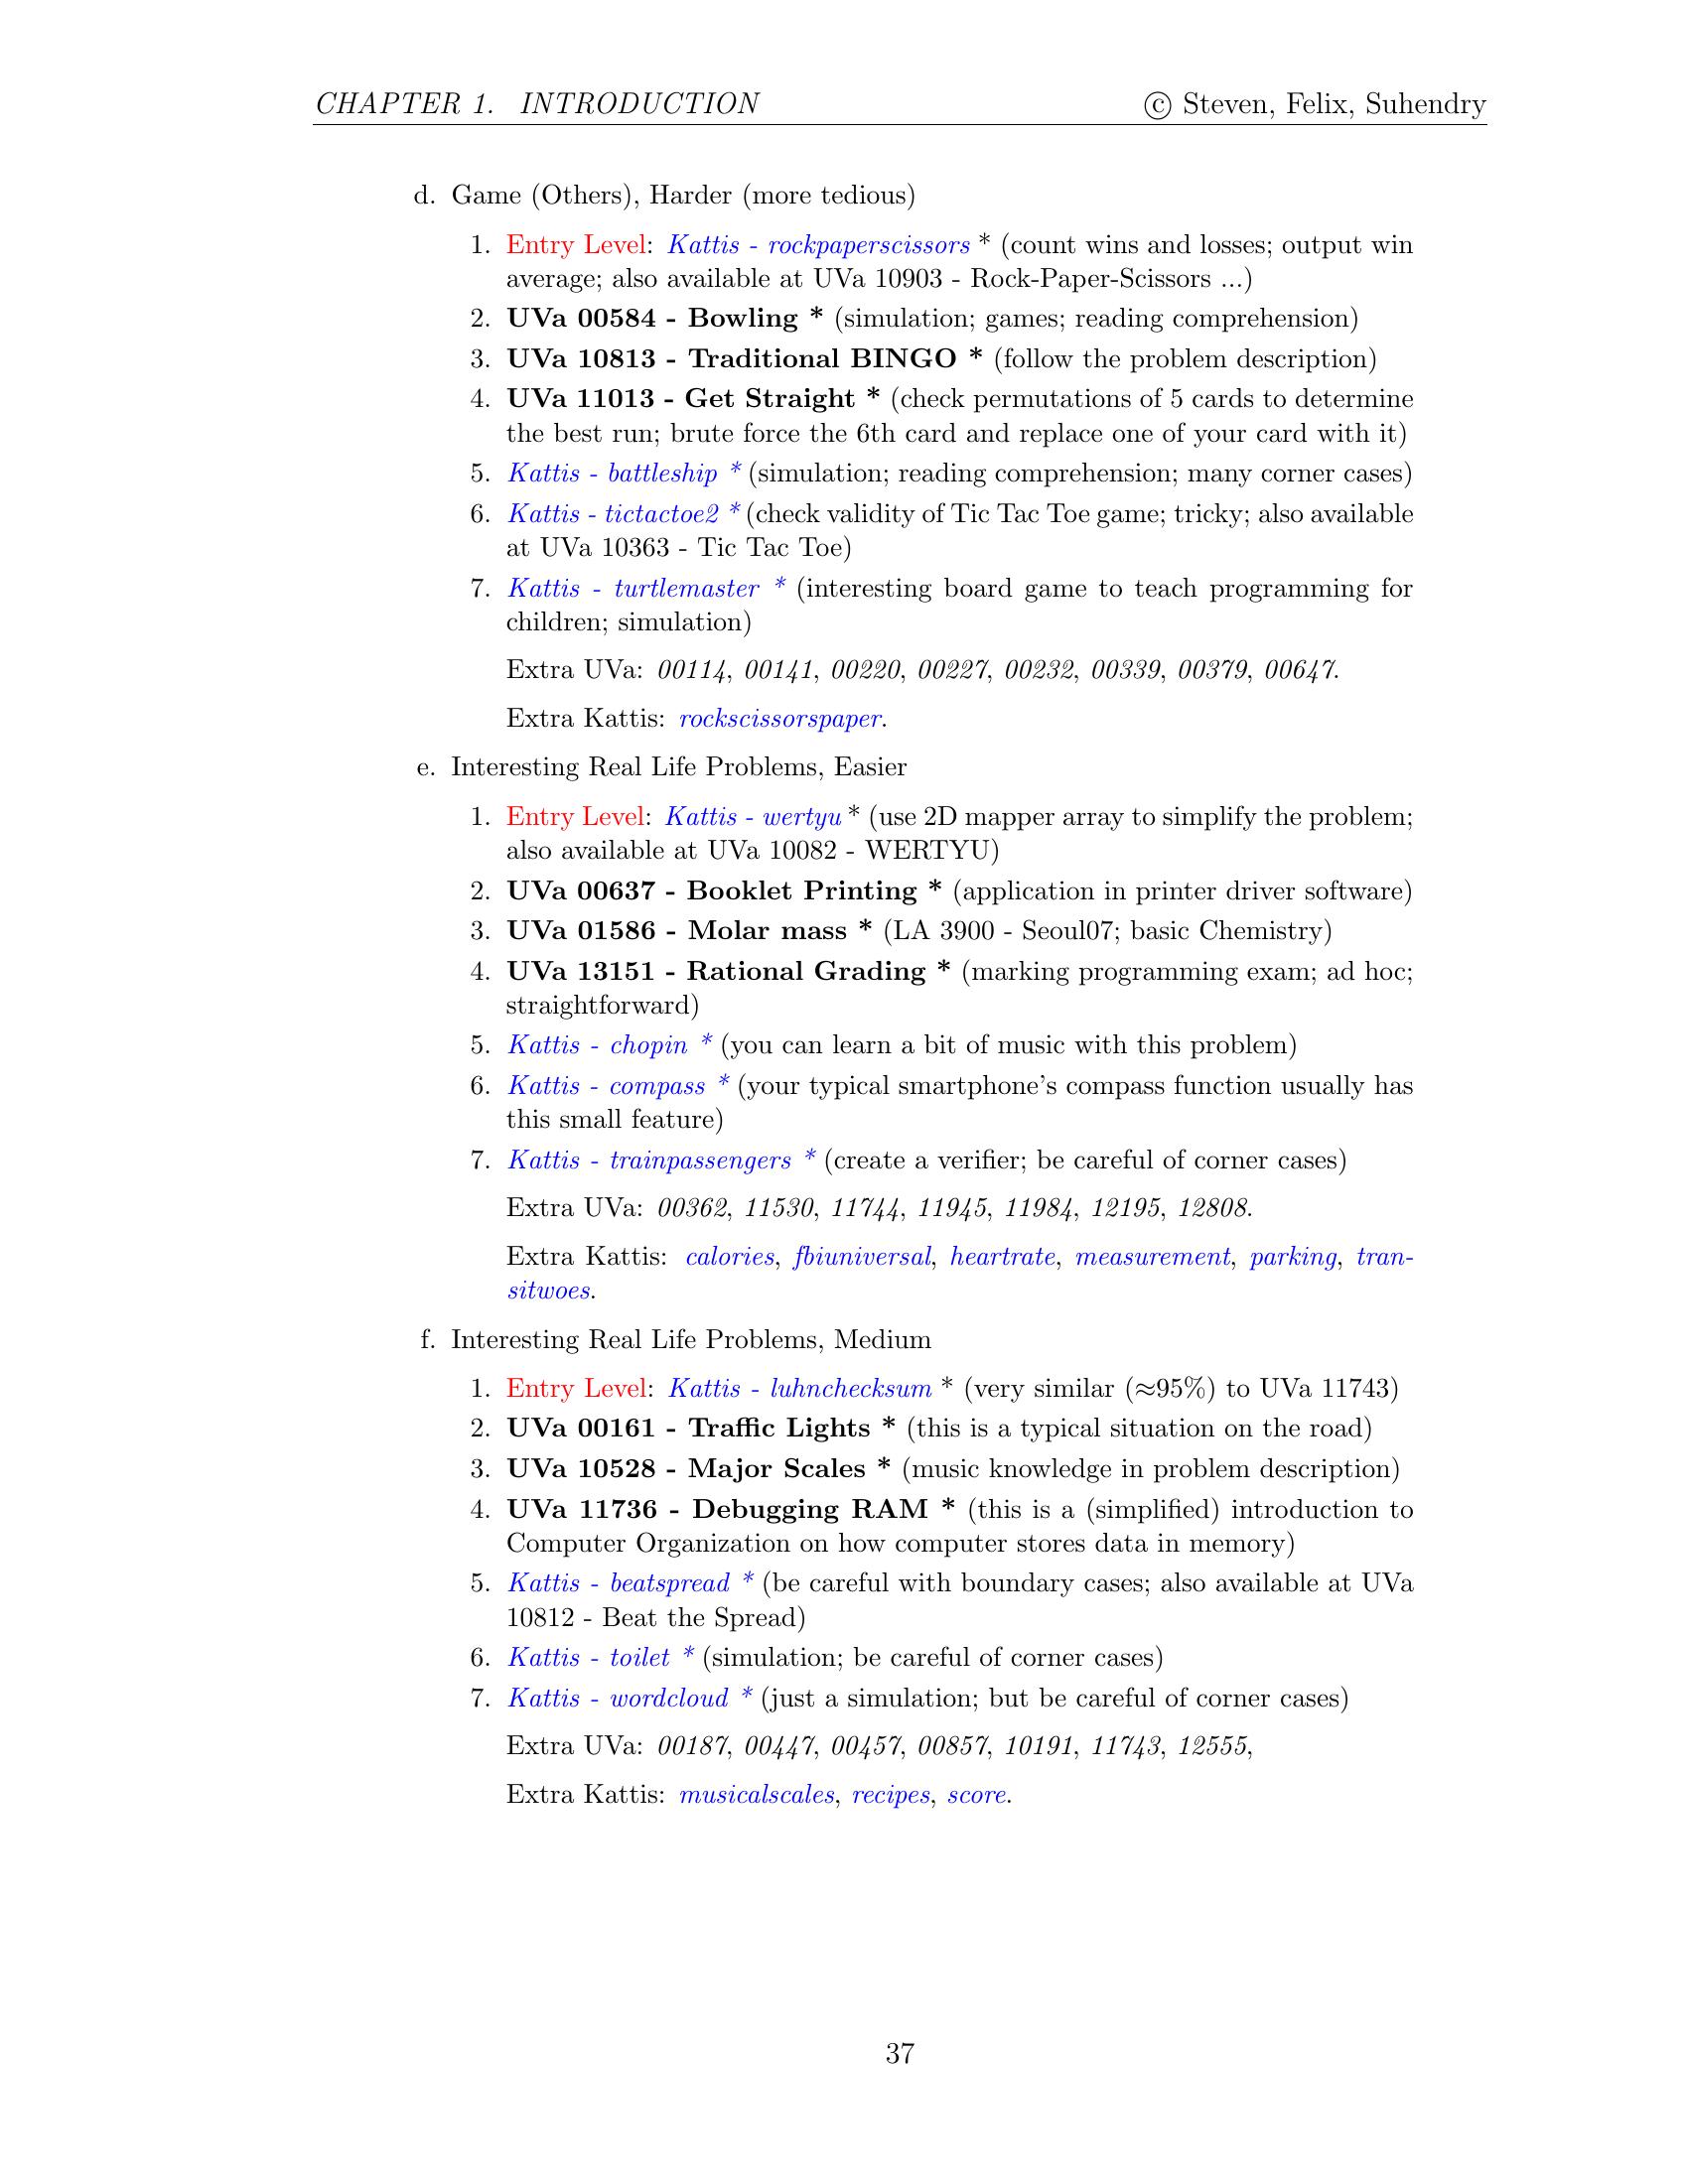 CHAPTER 1. INTRODUCTION © Steven, Felix, Suhendry
d. Game (Others), Harder (more tedious)
1. Entry Level: Kattis - rockpaperscissors * (count wins and losses; output win
average; also available at UVa 10903 - Rock-Paper-Scissors ...)
2. UVa 00584 - Bowling * (simulation; games; reading comprehension)
3. UVa 10813 - Traditional BINGO * (follow the problem description)
4. UVa 11013 - Get Straight * (check permutations of 5 cards to determine
the best run; brute force the 6th card and replace one of your card with it)
5. Kattis - battleship * (simulation; reading comprehension; many corner cases)
6. Kattis - tictactoe2 * (check validity of Tic Tac Toe game; tricky; also available
at UVa 10363 - Tic Tac Toe)
7. Kattis - turtlemaster * (interesting board game to teach programming for
children; simulation)
Extra UVa: 00114, 00141, 00220, 00227, 00232, 00339, 00379, 00647.
Extra Kattis: rockscissorspaper.
e. Interesting Real Life Problems, Easier
1. Entry Level: Kattis - wertyu * (use 2D mapper array to simplify the problem;
also available at UVa 10082 - WERTYU)
2. UVa 00637 - Booklet Printing * (application in printer driver software)
3. UVa 01586 - Molar mass * (LA 3900 - Seoul07; basic Chemistry)
4. UVa 13151 - Rational Grading * (marking programming exam; ad hoc;
straightforward)
5. Kattis - chopin * (you can learn a bit of music with this problem)
6. Kattis - compass * (your typical smartphone's compass function usually has
this small feature)
7. Kattis - trainpassengers * (create a verifier; be careful of corner cases)
Extra UVa: 00362, 11530, 11744, 11945, 11984, 12195, 12808.
Extra Kattis: calories, fbiuniversal, heartrate, measurement, parking, tran-
sitwoes.
f. Interesting Real Life Problems, Medium
1. Entry Level: Kattis - luhnchecksum * (very similar (≈95%) to UVa 11743)
2. UVa 00161 - Traffic Lights * (this is a typical situation on the road)
3. UVa 10528 - Major Scales * (music knowledge in problem description)
4. UVa 11736 - Debugging RAM * (this is a (simplified) introduction to
Computer Organization on how computer stores data in memory)
5. Kattis - beatspread * (be careful with boundary cases; also available at UVa
10812 - Beat the Spread)
6. Kattis - toilet * (simulation; be careful of corner cases)
7. Kattis - wordcloud * (just a simulation; but be careful of corner cases)
Extra UVa: 00187, 00447, 00457, 00857, 10191, 11743, 12555,
Extra Kattis: musicalscales, recipes, score.
37